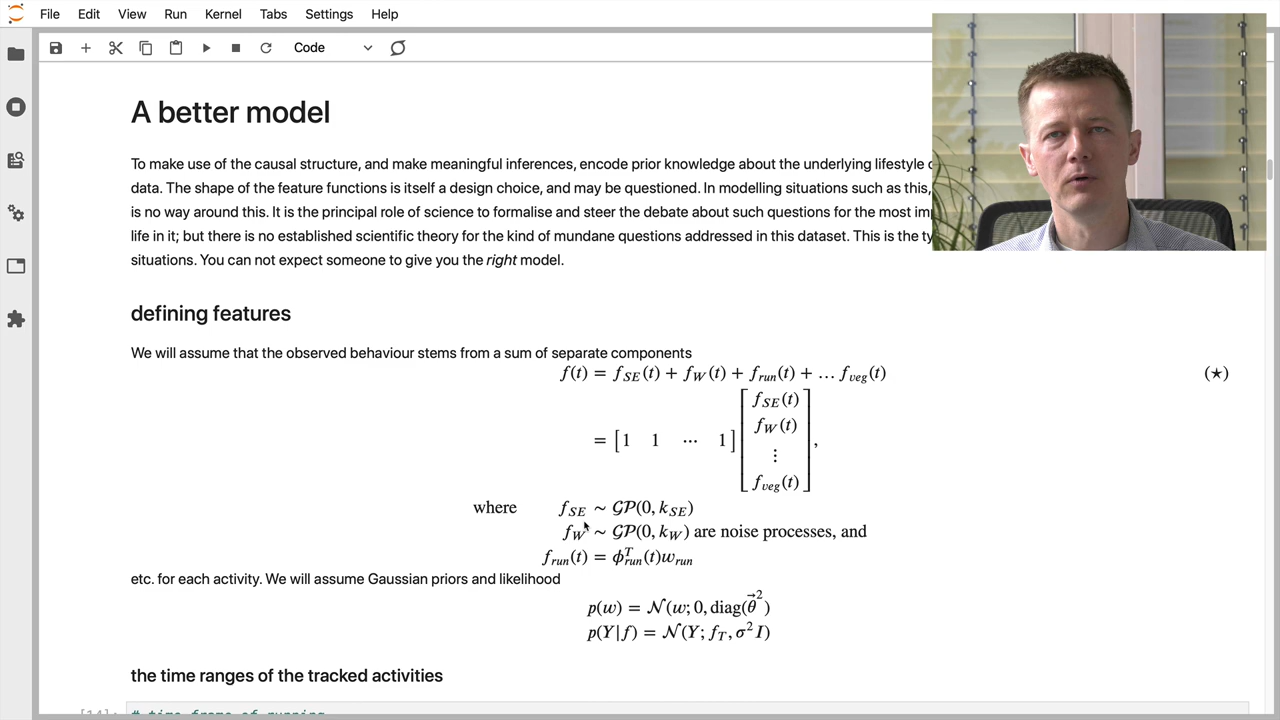 File Edit View Run Kernel Tabs Settings Help
Code
A better model
To make use of the causal structure, and make meaningful inferences, encode prior knowledge about the underlying lifestyle
data. The shape of the feature functions is itself a design choice, and may be questioned. In modelling situations such as this,
is no way around this. It is the principal role of science to formalise and steer the debate about such questions for the most
life in it; but there is no established scientific theory for the kind of mundane questions addressed in this dataset. This is the
situations. You can not expect someone to give you the right model.
defining features
We will assume that the observed behaviour stems from a sum of separate components
f(t) = f_SE(t) + f_W(t) + f_run(t) + … f_veg(t) (⋆)
= [1 1 ⋯ 1] [f_SE(t) f_W(t) ⋮ f_veg(t)],
where f_SE ∼ 𝒢𝒫(0, k_SE)
f_W ∼ 𝒢𝒫(0, k_W) are noise processes, and
f_run(t) = ϕ^T_run(t)w_run
etc. for each activity. We will assume Gaussian priors and likelihood
p(w) = 𝒩(w; 0, diag(θ⃗^2)
p(Y|f) = 𝒩(Y; f_T, σ^2 I)
the time ranges of the tracked activities